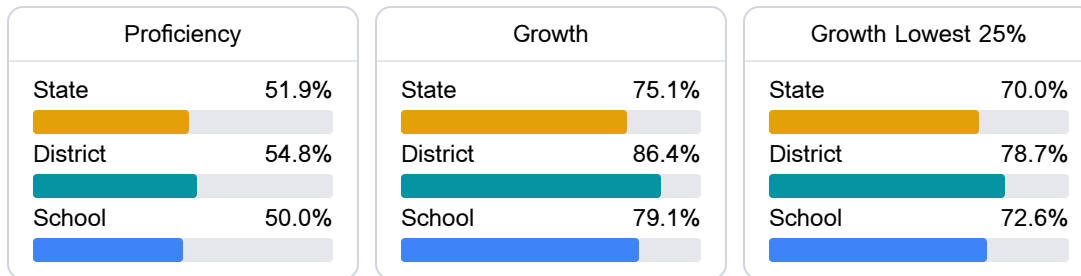 Proficiency
State 51.9%
District 54.8%
School 50.0%
Growth
State 75.1%
District 86.4%
School 79.1%
Growth Lowest 25%
State 70.0%
District 78.7%
School 72.6%